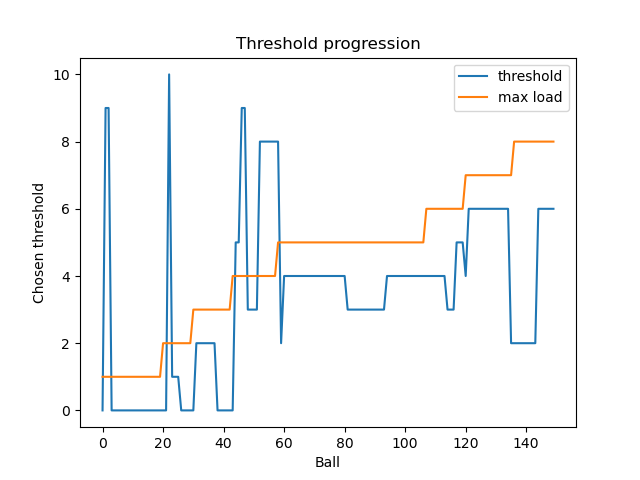 Threshold progression
threshold
max load
Chosen threshold
10
8
6
4
2
0
0 20 40 60 80 100 120 140
Ball